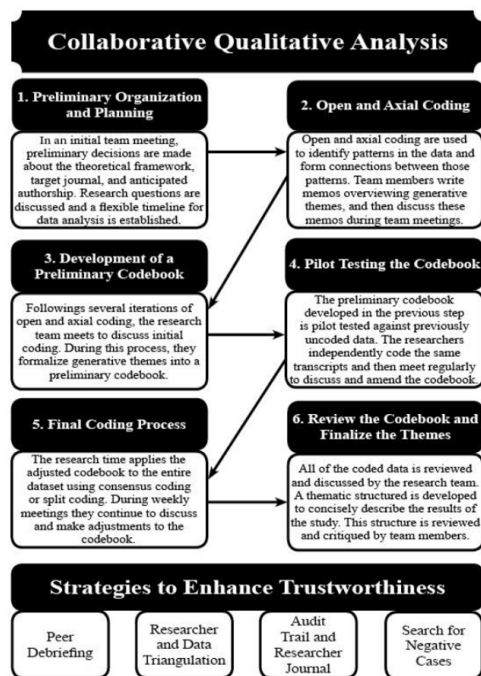 Collaborative Qualitative Analysis
1. Preliminary Organization
and Planning
In an initial team meeting,
preliminary decisions are made
about the theoretical framework,
target journal, and anticipated
authorship. Research questions are
discussed and a flexible timeline for
data analysis is established.
2. Open and Axial Coding
Open and axial coding are used
to identify patterns in the data and
form connections between those
patterns. Team members write
memos overviewing generative
themes, and then discuss these
memos during team meetings.
3. Development of
a Preliminary Codebook
Followings several iterations of
open and axial coding, the research
team meets to discuss initial
coding. During this process, they
formalize generative themes into a
preliminary codebook.
4. Pilot Testing the Codebook
The preliminary codebook
developed in the previous step
is pilot tested against previously
uncoded data. The researchers
independently code the same
transcripts and then meet regularly
to discuss and amend the codebook.
5. Final Coding Process
The research time applies the
adjusted codebook to the entire
dataset using consensus coding
or split coding. During weekly
meetings they continue to discuss
and make adjustments to the
codebook.
6. Review the Codebook and
Finalize the Themes
All of the coded data is reviewed
and discussed by the research team.
A thematic structured is developed
to concisely describe the results of
the study. This structure is reviewed
and critiqued by team members.
Strategies to Enhance Trustworthiness
Peer
Debriefing
Researcher
and Data
Triangulation
Audit
Trail and
Researcher
Journal
Search for
Negative
Cases